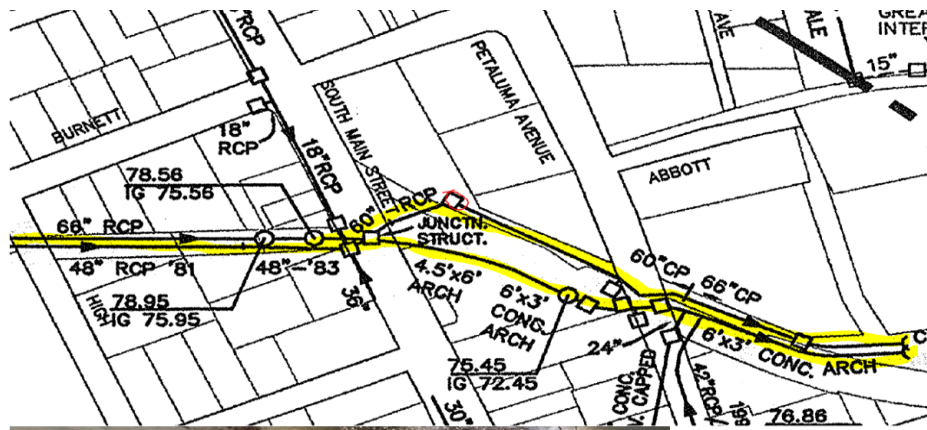 RCP
AVE
ALE
GREA
INTER
15"
BURNETT
18"
RCP
18"RCP
SOUTH MAIN STREET
PETALUMA AVENUE
ABBOTT
78.56
IG 75.56
66" RCP
60"
RCP
JUNCTN.
STRUCT.
48" RCP '81
48"-'83
HIGH
78.95
IG 75.95
36"
4.5'x6'
ARCH
6'x3'
CONC.
ARCH
60"CP
66"CP
6'x3' CONC. ARCH
C
24"
75.45
IG 72.45
30"
CONC.
CAPPED
42"RCP/
76.86